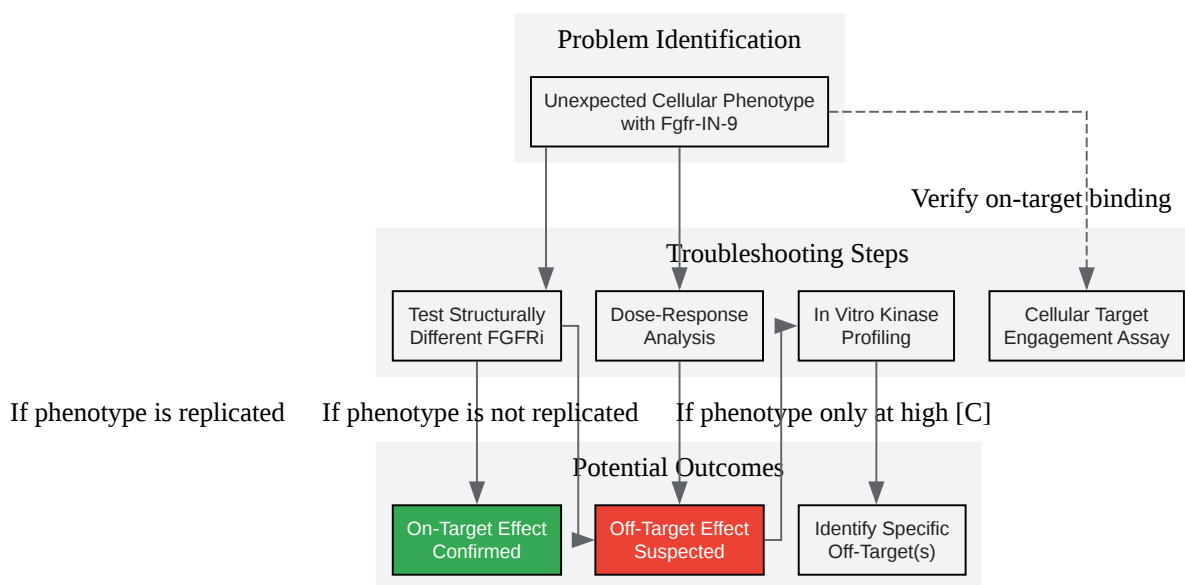 Problem Identification
Unexpected Cellular Phenotype
with Fgfr-IN-9
Verify on-target binding
Troubleshooting Steps
Test Structurally
Different FGFRi
Dose-Response
Analysis
In Vitro Kinase
Profiling
Cellular Target
Engagement Assay
If phenotype is replicated
If phenotype is not replicated
If phenotype only at high [C]
Potential Outcomes
On-Target Effect
Confirmed
Off-Target Effect
Suspected
Identify Specific
Off-Target(s)